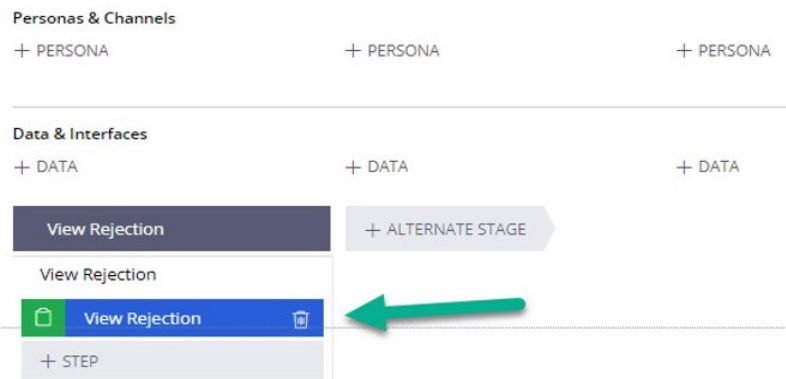 Personas & Channels
+ PERSONA + PERSONA + PERSONA
Data & Interfaces
+ DATA + DATA + DATA
View Rejection + ALTERNATE STAGE
View Rejection
View Rejection
+ STEP